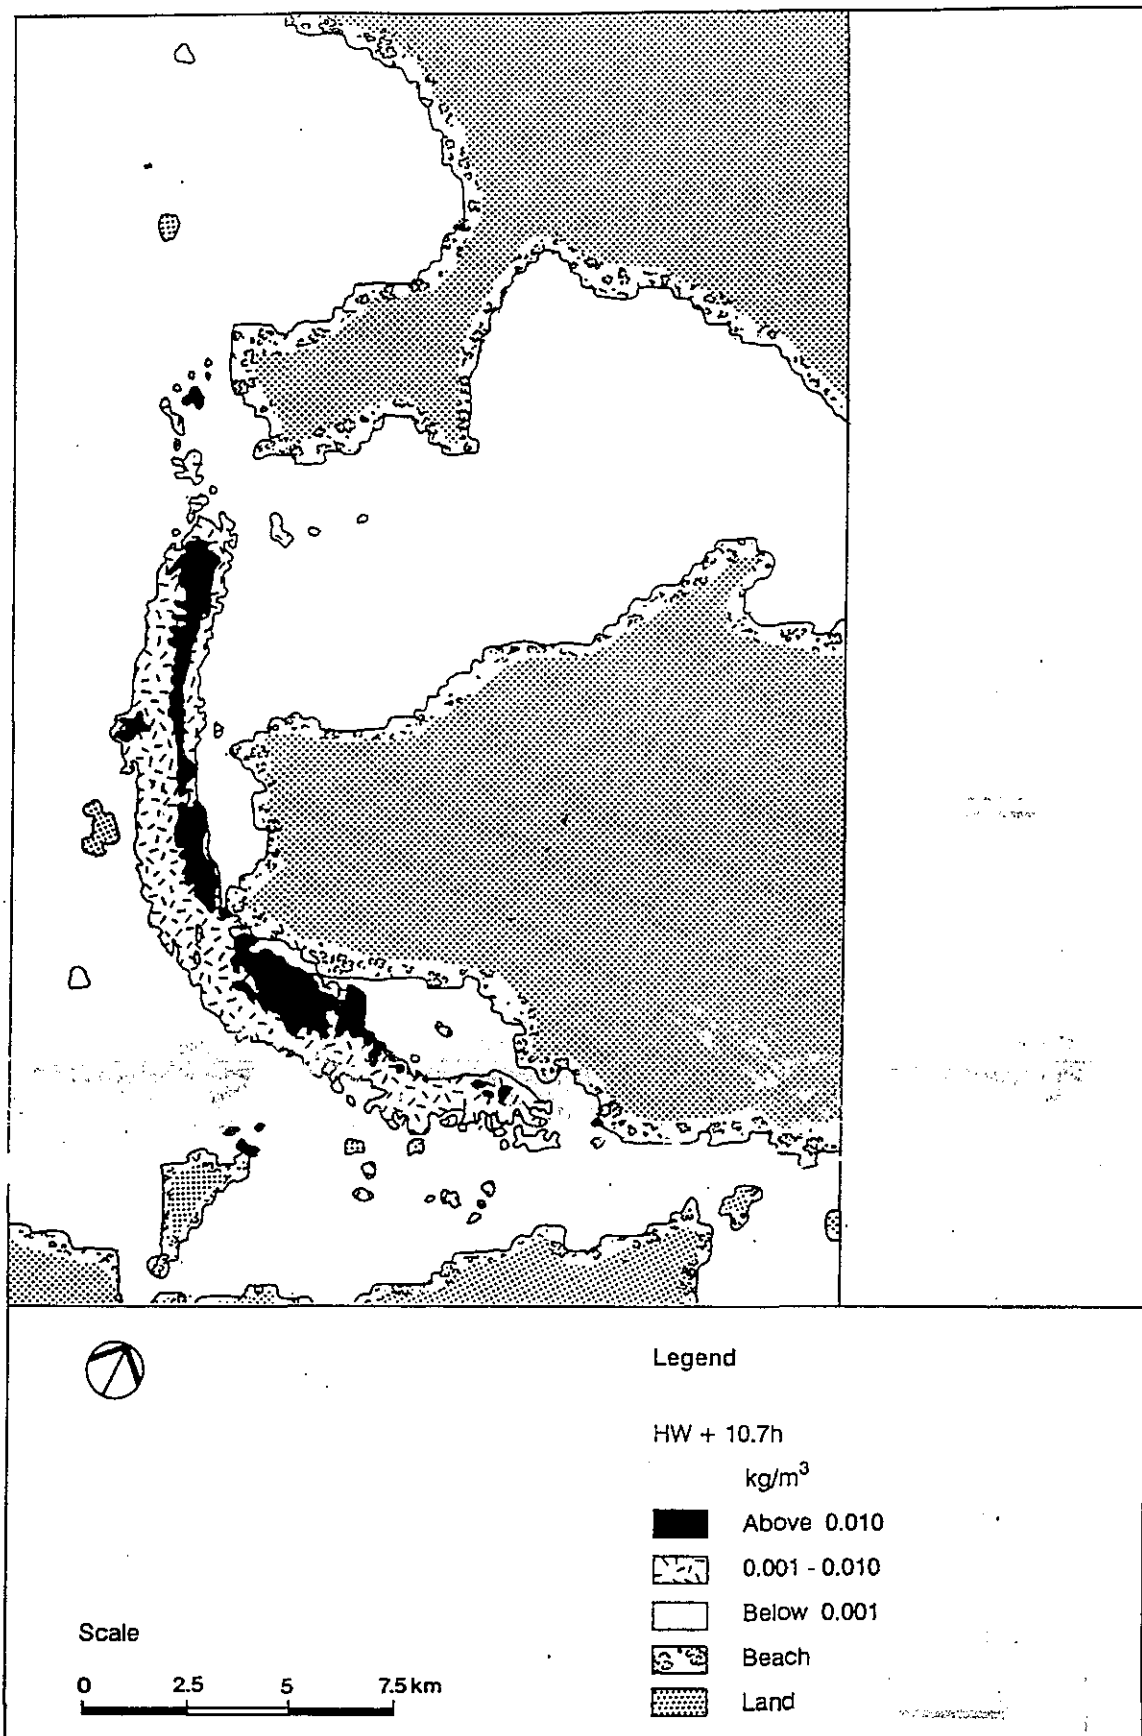 Legend
HW + 10.7h
kg/m³
Above 0.010
0.001 - 0.010
Below 0.001
Beach
Land
Scale
0 2.5 5 7.5 km